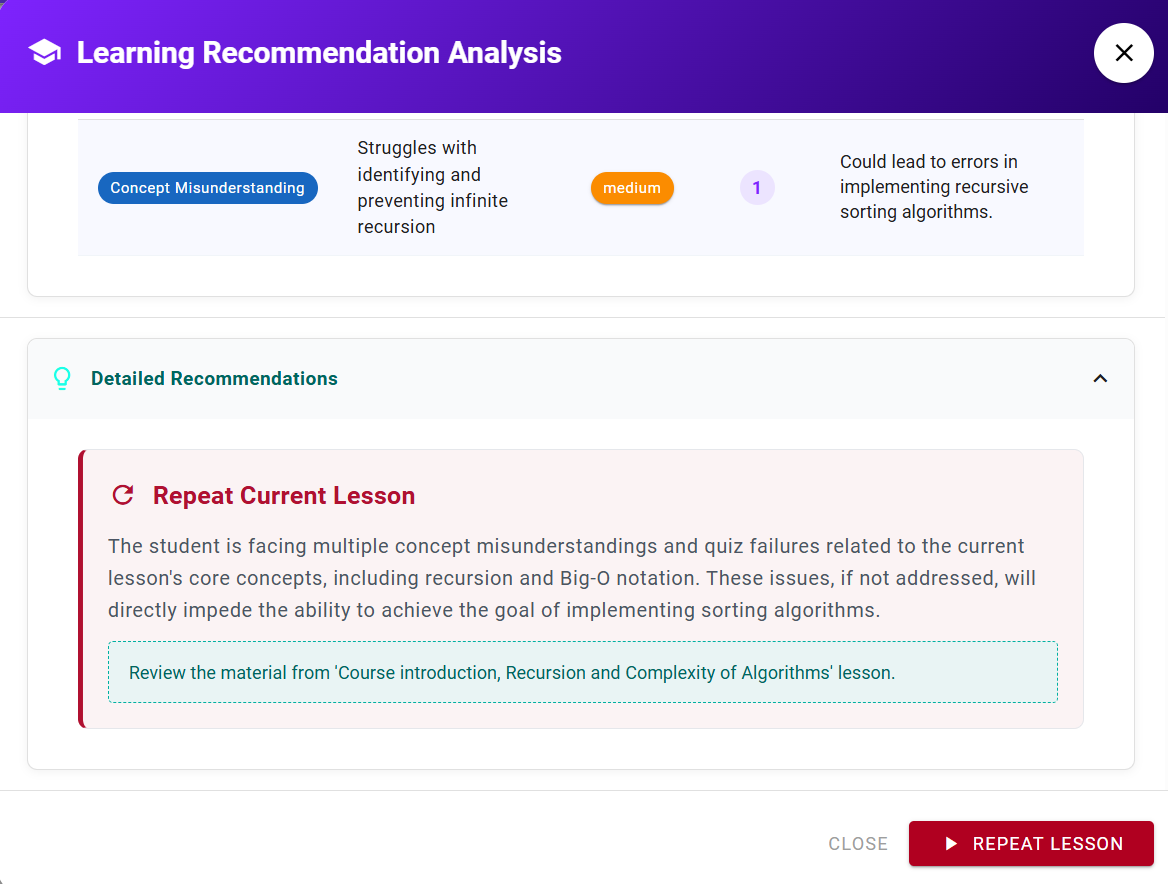 Learning Recommendation Analysis
Concept Misunderstanding
Struggles with
identifying and
preventing infinite
recursion
medium
1
Could lead to errors in
implementing recursive
sorting algorithms.
Detailed Recommendations
Repeat Current Lesson
The student is facing multiple concept misunderstandings and quiz failures related to the current
lesson's core concepts, including recursion and Big-O notation. These issues, if not addressed, will
directly impede the ability to achieve the goal of implementing sorting algorithms.
Review the material from 'Course introduction, Recursion and Complexity of Algorithms' lesson.
CLOSE
REPEAT LESSON